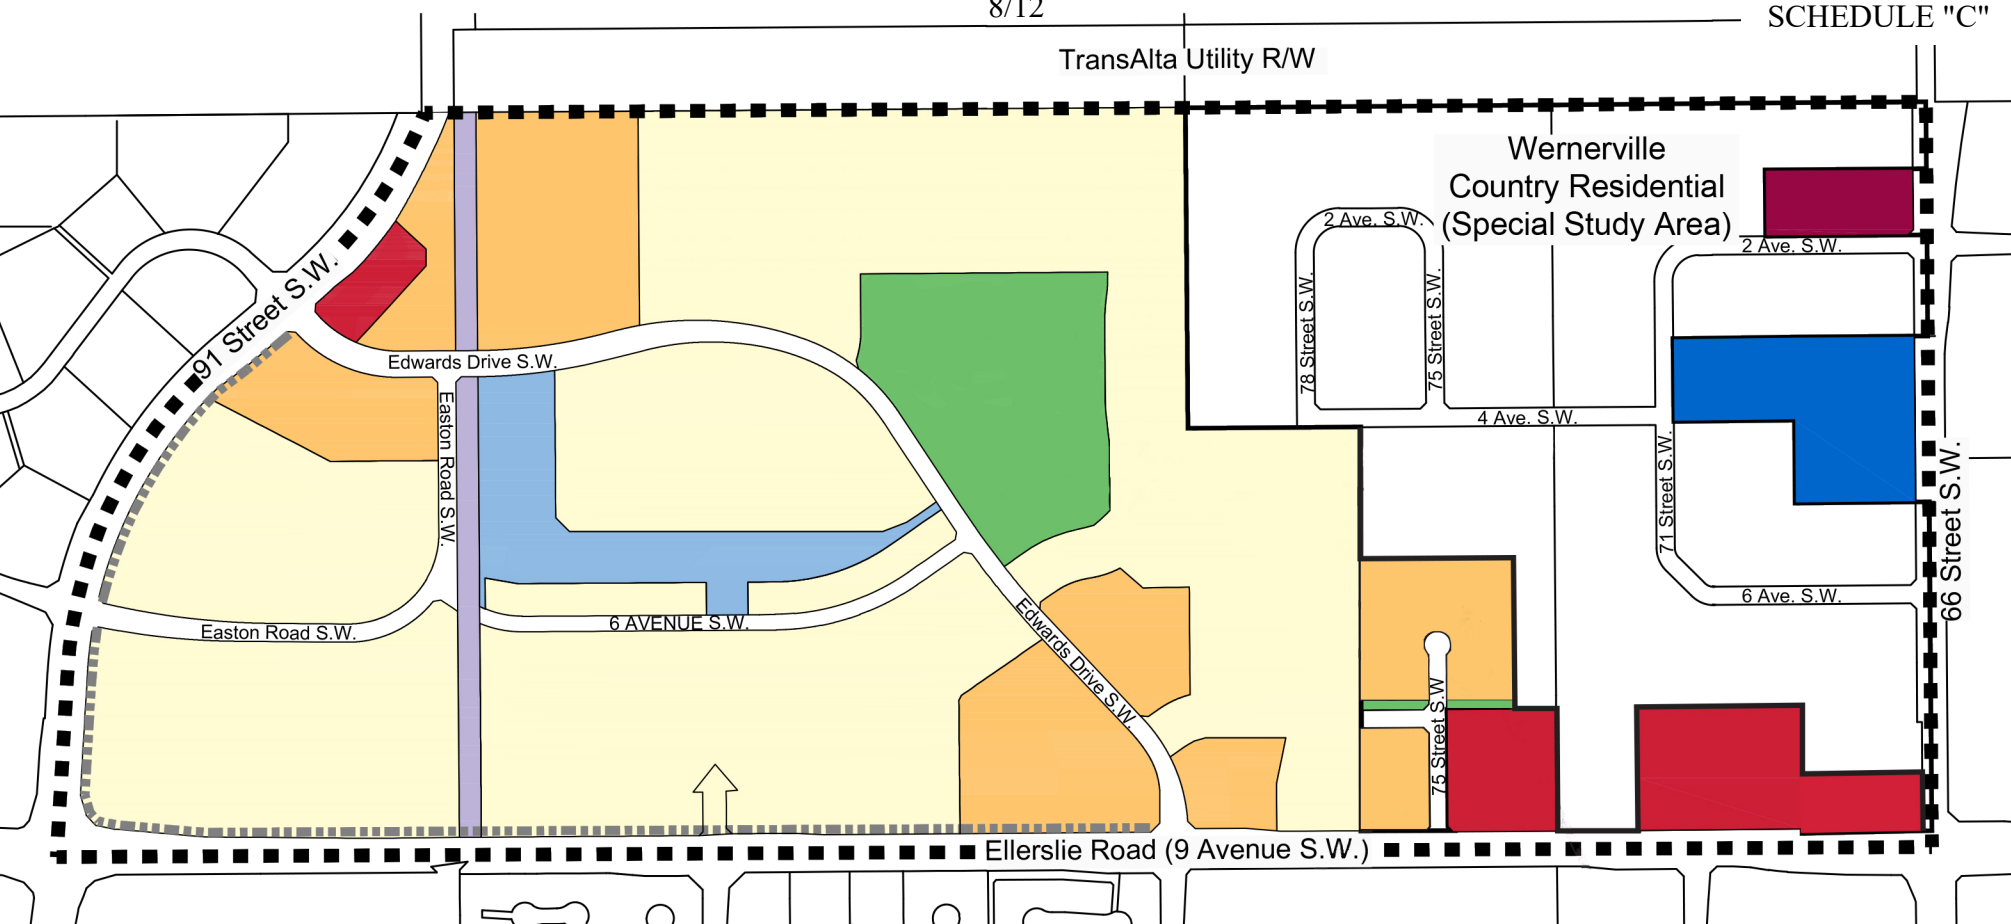 8/12
SCHEDULE "C"
TransAlta Utility R/W
Wernerville
Country Residential
(Special Study Area)
2 Ave. S.W.
2 Ave. S.W.
91 Street S.W.
78 Street S.W.
75 Street S.W.
Edwards Drive S.W.
Easton Road S.W.
4 Ave. S.W.
71 Street S.W.
66 Street S.W.
6 Ave. S.W.
Easton Road S.W.
6 AVENUE S.W.
Edwards Drive S.W.
75 Street S.W
Ellerslie Road (9 Avenue S.W.)